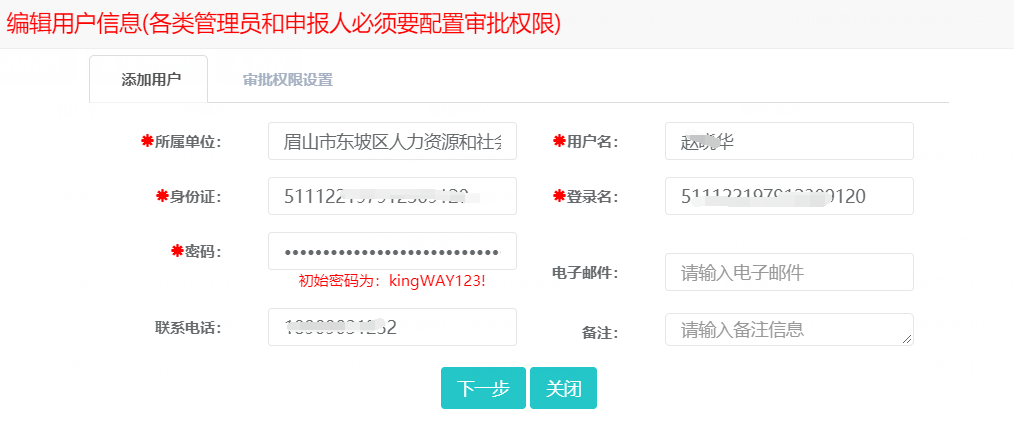 编辑用户信息(各类管理员和申报人必须要配置审批权限)
添加用户 审批权限设置
*所属单位: 眉山市东坡区人力资源和社会 *用户名:
*身份证: *登录名:
*密码: ••••••••••••••••••••••••••••
初始密码为：kingWAY123!
电子邮件: 请输入电子邮件
联系电话:
备注: 请输入备注信息
下一步 关闭